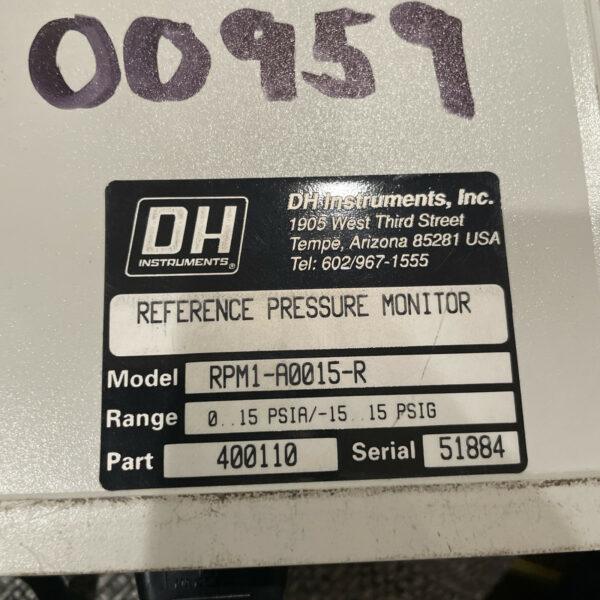 00959
DH
INSTRUMENTS®
DH Instruments, Inc.
1905 West Third Street
Tempe, Arizona 85281 USA
Tel: 602/967-1555
REFERENCE PRESSURE MONITOR
Model RPM1-A0015-R
Range 0..15 PSIA/-15..15 PSIG
Part 400110 Serial 51884